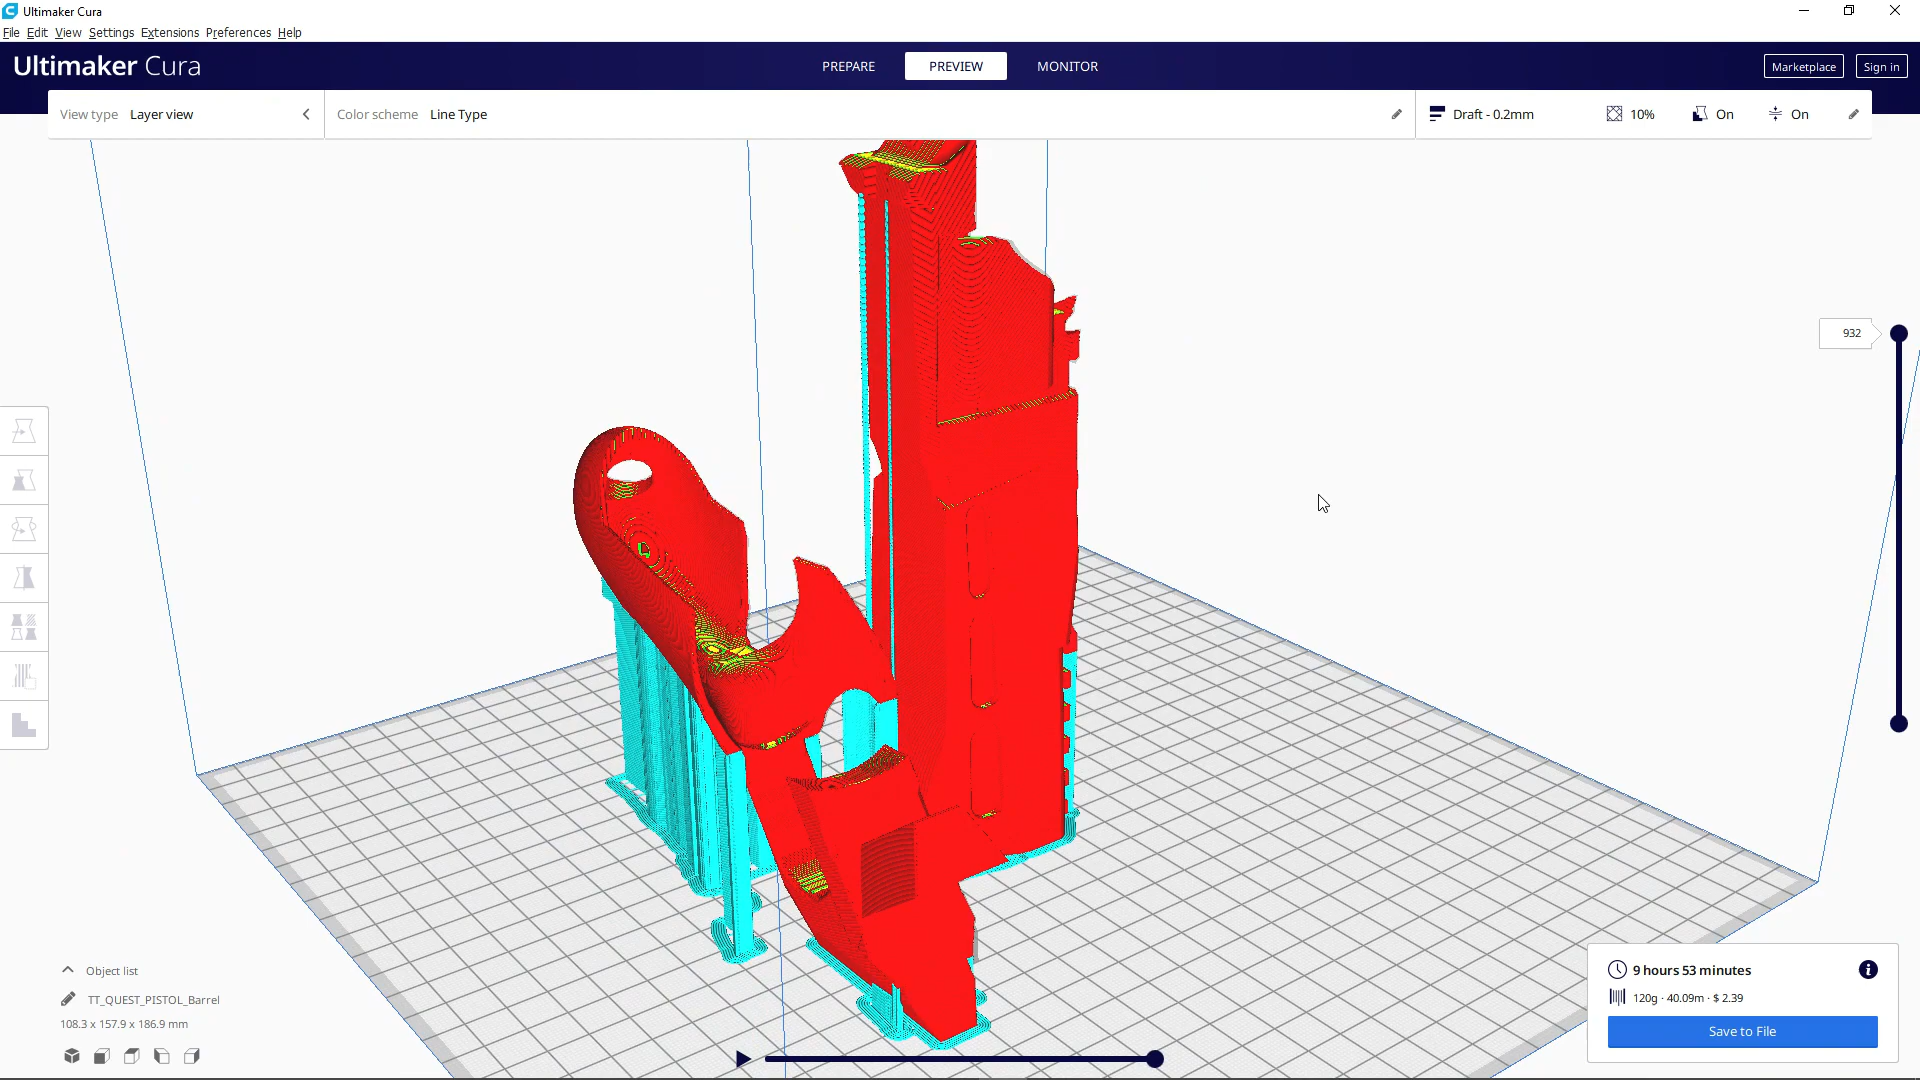 Ultimaker Cura
File Edit View Settings Extensions Preferences Help
Ultimaker Cura
PREPARE
PREVIEW
MONITOR
Marketplace
Sign in
View type Layer view
Color scheme Line Type
Draft - 0.2mm
10%
On
On
932
Object list
TT_QUEST_PISTOL_Barrel
108.3 x 157.9 x 186.9 mm
9 hours 53 minutes
120g · 40.09m · $ 2.39
Save to File